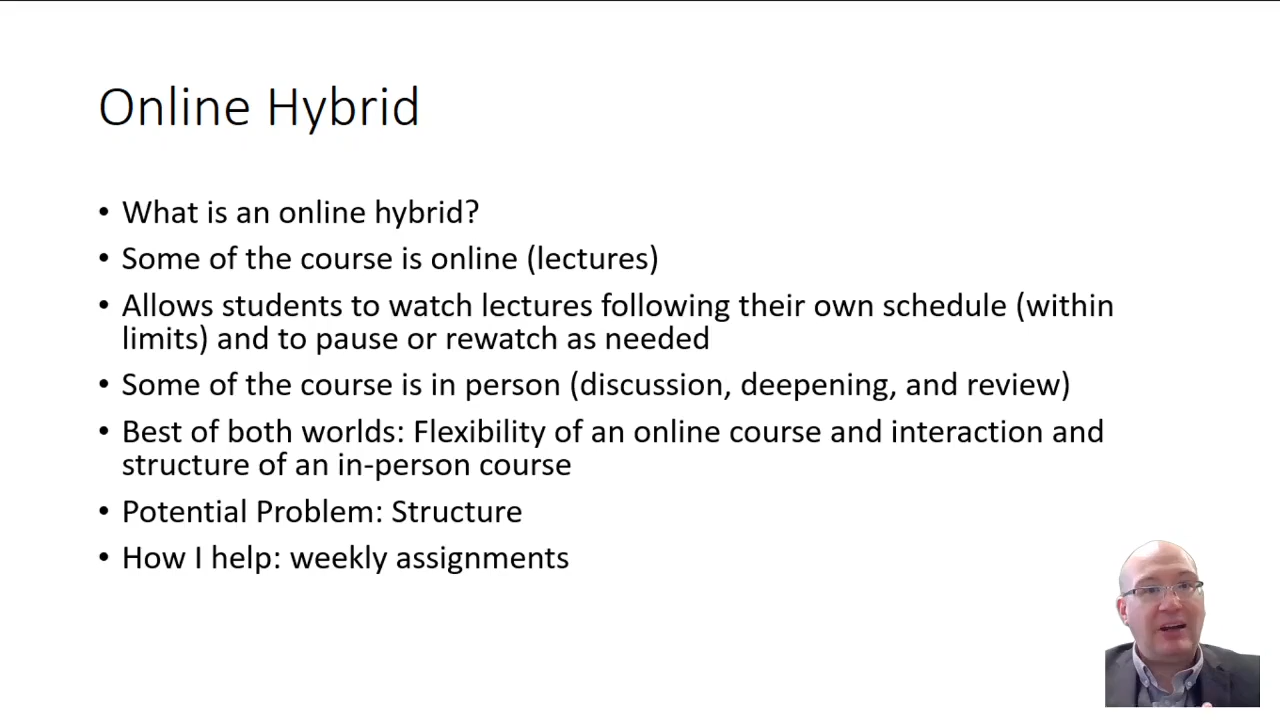 Online Hybrid
• What is an online hybrid?
• Some of the course is online (lectures)
• Allows students to watch lectures following their own schedule (within
limits) and to pause or rewatch as needed
• Some of the course is in person (discussion, deepening, and review)
• Best of both worlds: Flexibility of an online course and interaction and
structure of an in-person course
• Potential Problem: Structure
• How I help: weekly assignments